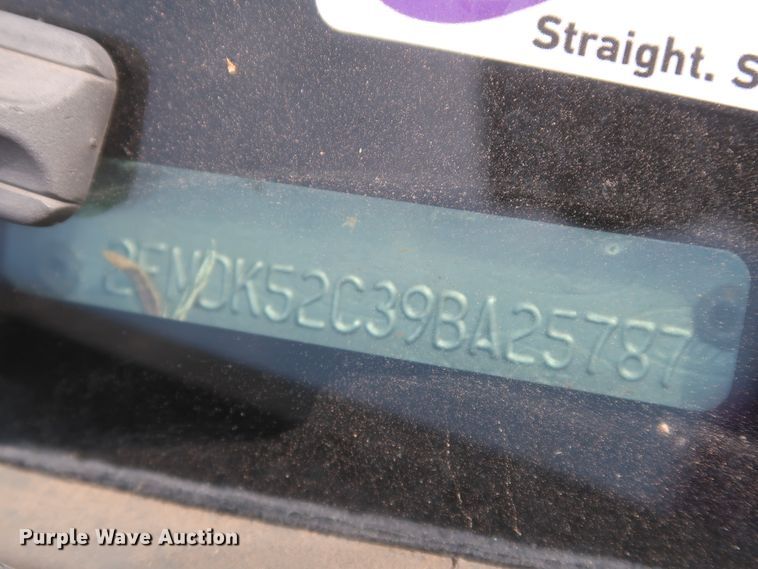 Straight. S
2FMDK52C39BA25787
Purple Wave Auction